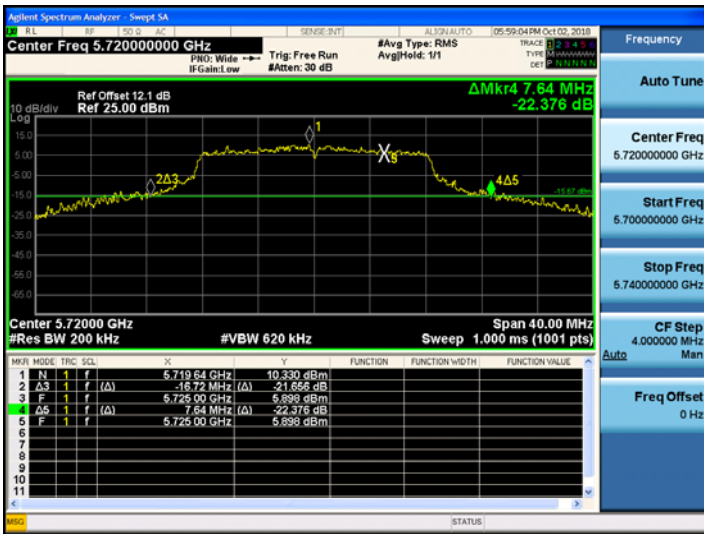 Agilent Spectrum Analyzer - Swept SA
RL RF 50 Ω AC SENSE:INT ALIGNAUTO 05:59:04 PM Oct 02, 2018
Center Freq 5.720000000 GHz
PNO: Wide
IFGain:Low
Trig: Free Run
#Atten: 30 dB
#Avg Type: RMS
Avg|Hold: 1/1
TRACE 1 2 3 4 5 6
TYPE M
DET P N N N N N
Ref Offset 12.1 dB
10 dB/div Ref 25.00 dBm
Log
ΔMkr4 7.64 MHz
-22.376 dB
15.0
5.00
-5.00
-15.0
-25.0
-35.0
-45.0
-55.0
-65.0
1
2Δ3
4Δ5
-15.67 dBm
Center 5.72000 GHz Span 40.00 MHz
#Res BW 200 kHz #VBW 620 kHz Sweep 1.000 ms (1001 pts)
MKR MODE TRC SCL X Y FUNCTION FUNCTION WIDTH FUNCTION VALUE
1 N 1 f 5.719 64 GHz 10.330 dBm
2 Δ3 1 f (Δ) -16.72 MHz (Δ) -21.656 dB
3 F 1 f 5.725 00 GHz 5.898 dBm
4 Δ5 1 f (Δ) 7.64 MHz (Δ) -22.376 dB
5 F 1 f 5.725 00 GHz 5.898 dBm
6
7
8
9
10
11
MSG STATUS
Frequency
Auto Tune
Center Freq
5.720000000 GHz
Start Freq
5.700000000 GHz
Stop Freq
5.740000000 GHz
CF Step
4.000000 MHz
Auto Man
Freq Offset
0 Hz